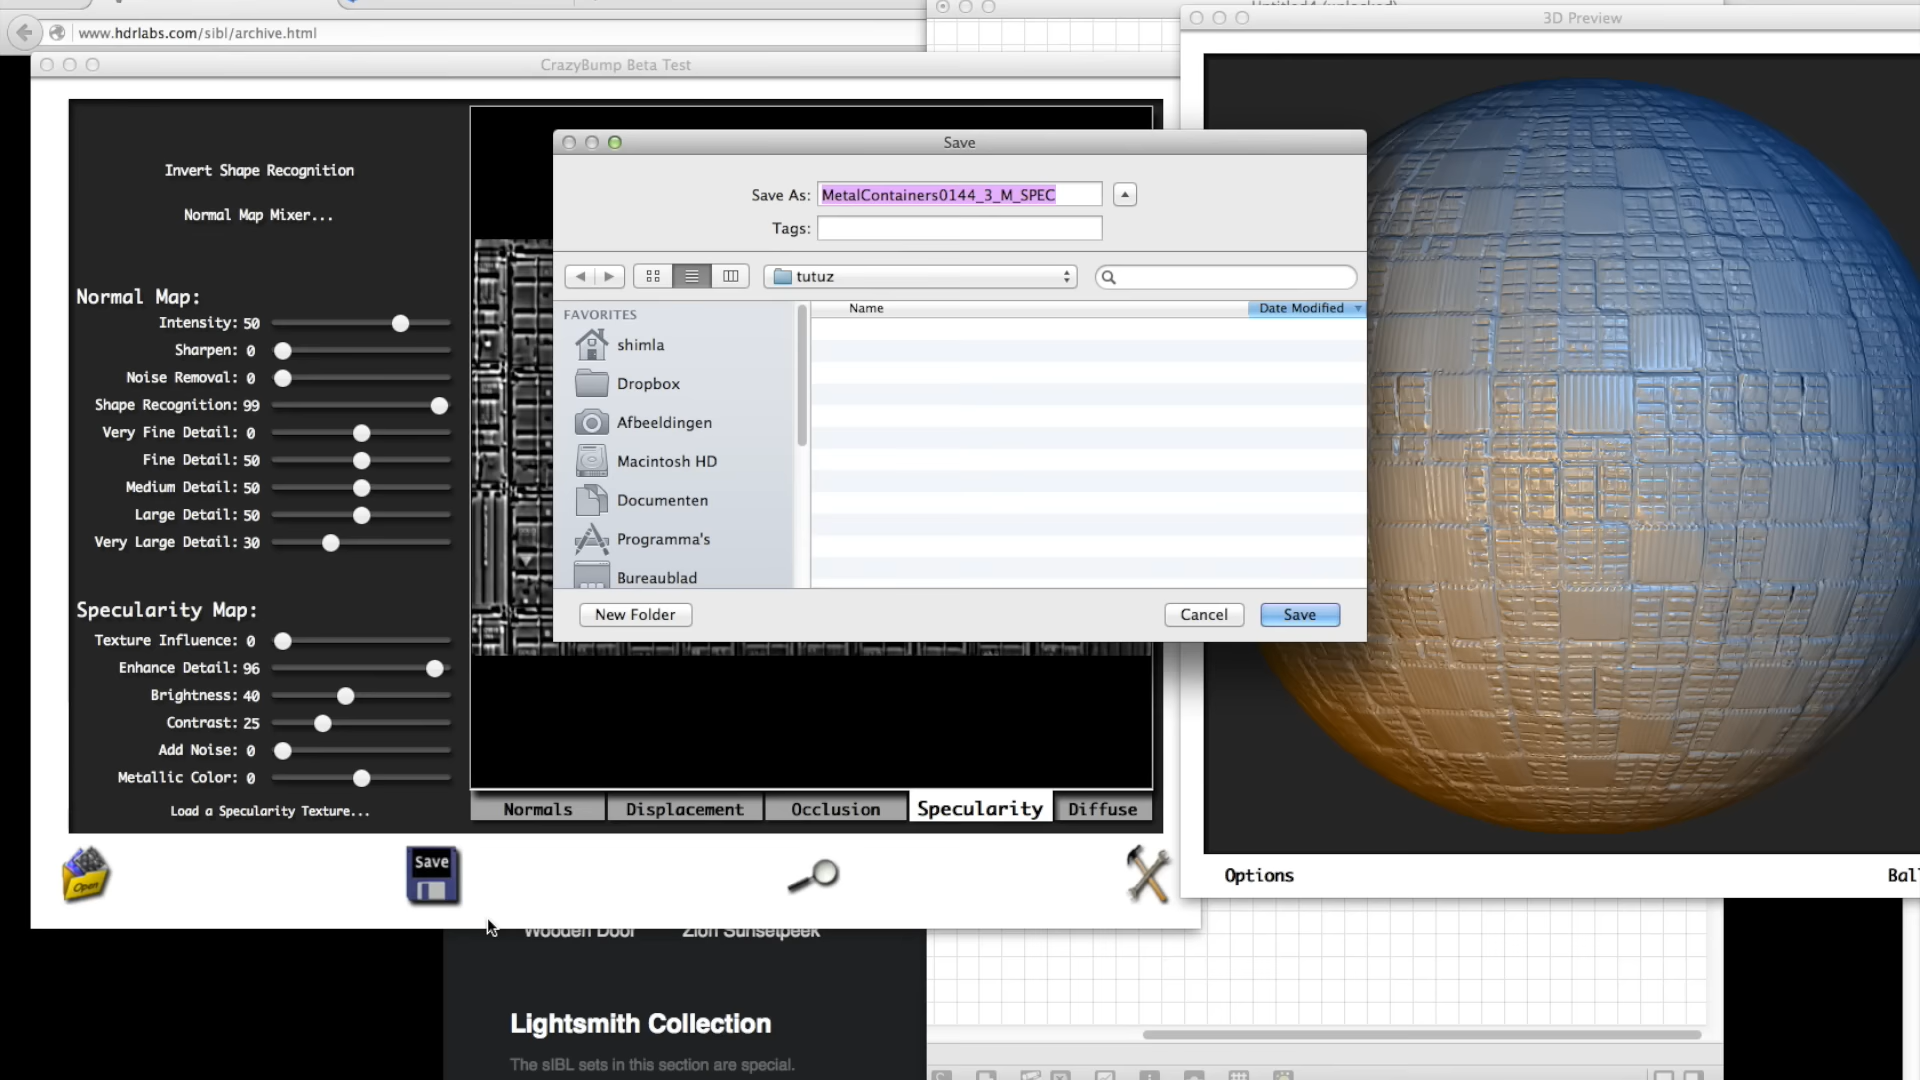 www.hdrlabs.com/sibl/archive.html
3D Preview
CrazyBump Beta Test
Invert Shape Recognition
Normal Map Mixer...
Normal Map:
Intensity: 50
Sharpen: 0
Noise Removal: 0
Shape Recognition: 99
Very Fine Detail: 0
Fine Detail: 50
Medium Detail: 50
Large Detail: 50
Very Large Detail: 30
Specularity Map:
Texture Influence: 0
Enhance Detail: 96
Brightness: 40
Contrast: 25
Add Noise: 0
Metallic Color: 0
Load a Specularity Texture...
Save
Save As: MetalContainers0144_3_M_SPEC
Tags:
tutuz
FAVORITES
shimla
Dropbox
Afbeeldingen
Macintosh HD
Documenten
Programma's
Bureaublad
Name
Date Modified
New Folder
Cancel
Save
Normals
Displacement
Occlusion
Specularity
Diffuse
Open
Save
Options
Wooden Door
Zion Sunsetpeek
Lightsmith Collection
The sIBL sets in this section are special.